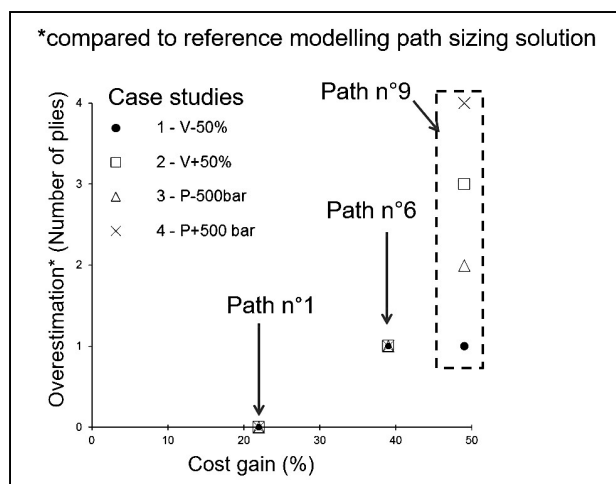 *compared to reference modelling path sizing solution
Overestimation* (Number of plies)
Case studies
1 - V-50%
2 - V+50%
3 - P-500bar
4 - P+500 bar
Path n°9
Path n°6
Path n°1
4
3
2
1
0
0 10 20 30 40 50
Cost gain (%)